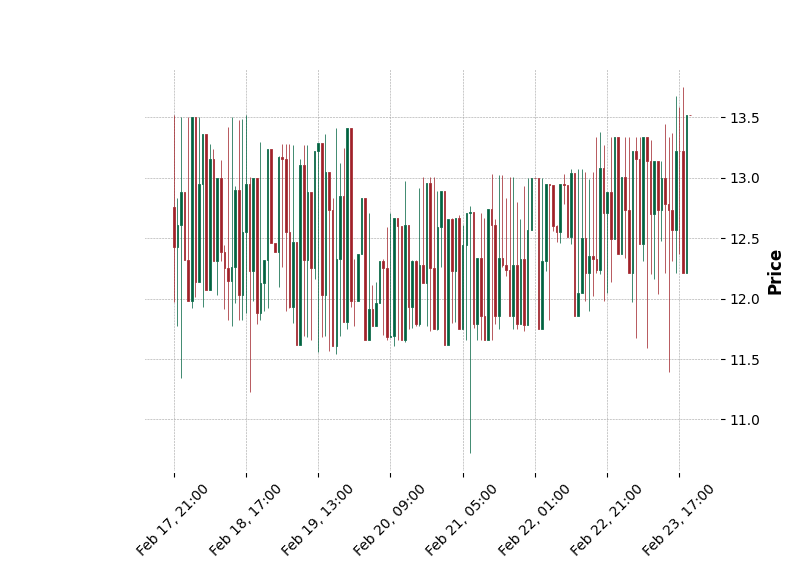 13.5
13.0
12.5
12.0
11.5
11.0
Price
Feb 17, 21:00
Feb 18, 17:00
Feb 19, 13:00
Feb 20, 09:00
Feb 21, 05:00
Feb 22, 01:00
Feb 22, 21:00
Feb 23, 17:00